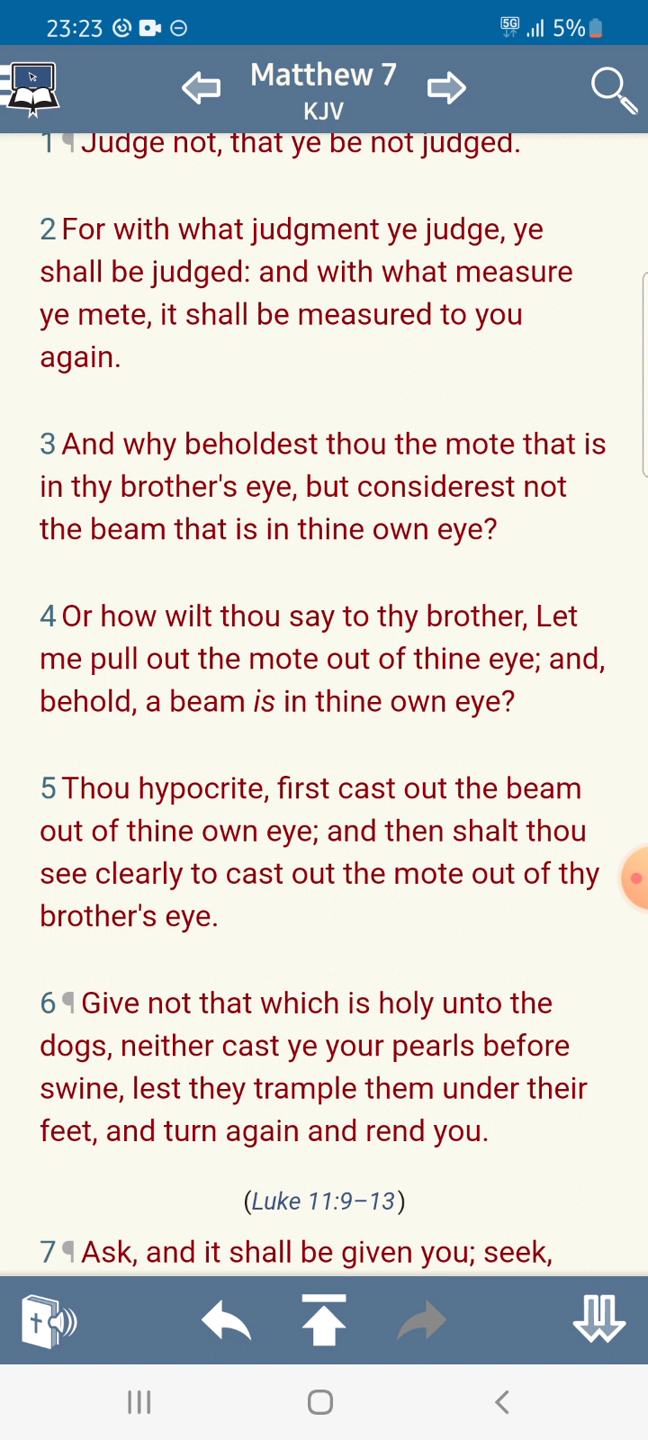 23:23 5G 5%
Matthew 7
KJV
1 ¶ Judge not, that ye be not judged.
2 For with what judgment ye judge, ye
shall be judged: and with what measure
ye mete, it shall be measured to you
again.
3 And why beholdest thou the mote that is
in thy brother's eye, but considerest not
the beam that is in thine own eye?
4 Or how wilt thou say to thy brother, Let
me pull out the mote out of thine eye; and,
behold, a beam is in thine own eye?
5 Thou hypocrite, first cast out the beam
out of thine own eye; and then shalt thou
see clearly to cast out the mote out of thy
brother's eye.
6 ¶ Give not that which is holy unto the
dogs, neither cast ye your pearls before
swine, lest they trample them under their
feet, and turn again and rend you.
(Luke 11:9–13)
7 ¶ Ask, and it shall be given you; seek,